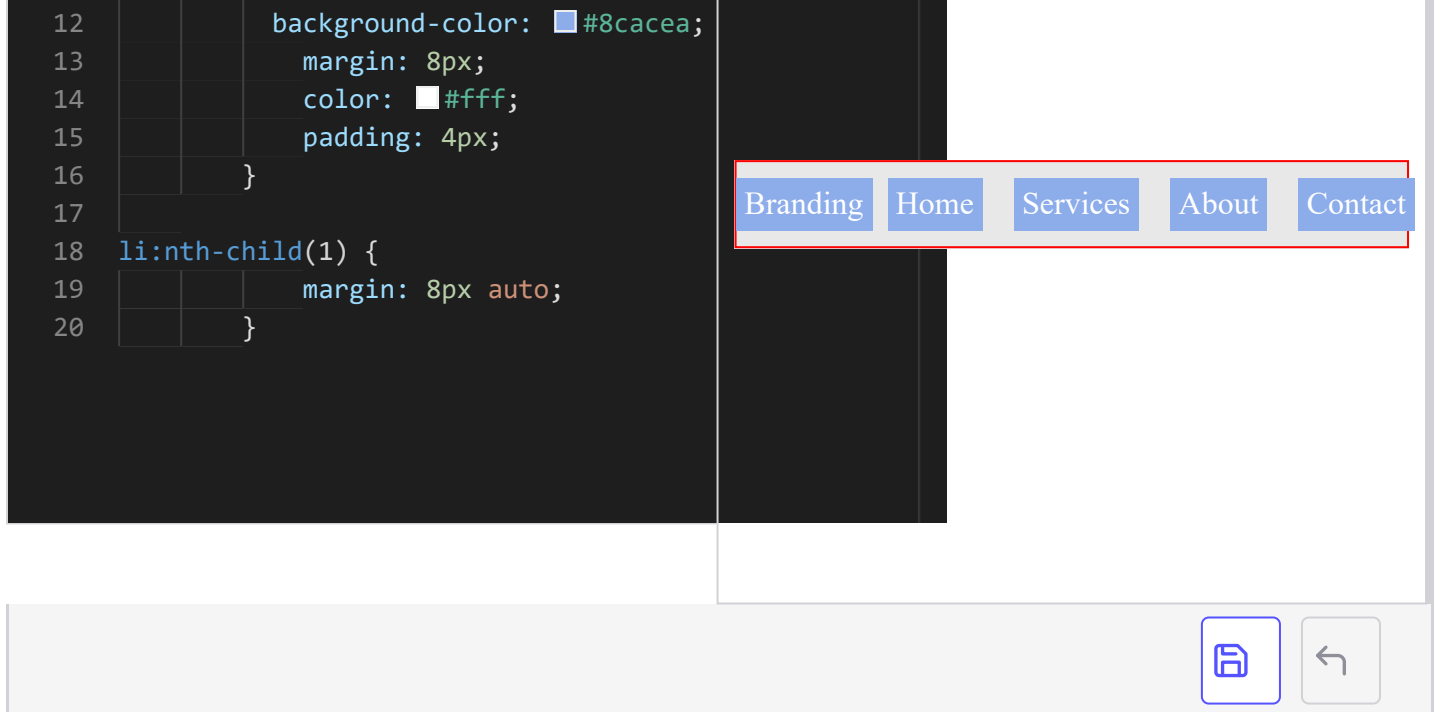 12 background-color: #8cacea;
13 margin: 8px;
14 color: #fff;
15 padding: 4px;
16 }
17
18 li:nth-child(1) {
19 margin: 8px auto;
20 }
Branding Home Services About Contact